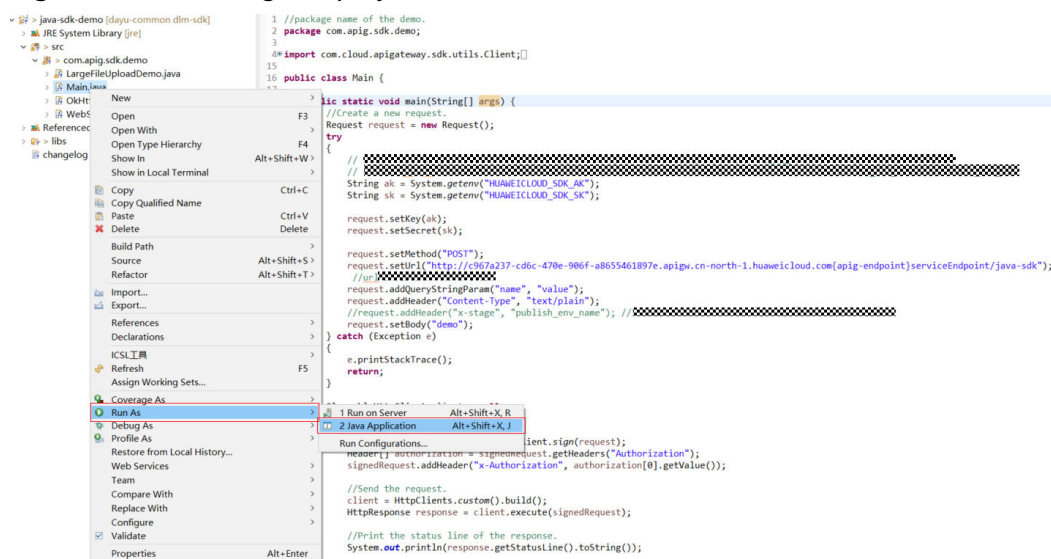 > java-sdk-demo [dayu-common dlm-sdk]
JRE System Library [jre]
> src
> com.apig.sdk.demo
LargeFileUploadDemo.java
Main.java
OkHt
WebS
Referenced
> libs
changelog
New
Open F3
Open With
Open Type Hierarchy F4
Show In Alt+Shift+W
Show in Local Terminal
Copy Ctrl+C
Copy Qualified Name
Paste Ctrl+V
Delete Delete
Build Path
Source Alt+Shift+S
Refactor Alt+Shift+T
Import...
Export...
References
Declarations
ICSL工具
Refresh F5
Assign Working Sets...
Coverage As
Run As
Debug As
Profile As
Restore from Local History...
Web Services
Team
Compare With
Replace With
Configure
Validate
Properties Alt+Enter
1 Run on Server Alt+Shift+X, R
2 Java Application Alt+Shift+X, J
Run Configurations...
1 //package name of the demo.
2 package com.apig.sdk.demo;
3
4 import com.cloud.apigateway.sdk.utils.Client;
15
16 public class Main {
lic static void main(String[] args) {
//Create a new request.
Request request = new Request();
try
{
//
//
String ak = System.getenv("HUAWEICLOUD_SDK_AK");
String sk = System.getenv("HUAWEICLOUD_SDK_SK");
request.setKey(ak);
request.setSecret(sk);
request.setMethod("POST");
request.setUrl("http://c967a237-cd6c-470e-906f-a8655461897e.apigw.cn-north-1.huaweicloud.com{apig-endpoint}serviceEndpoint/java-sdk");
//url
request.addQueryStringParam("name", "value");
request.addHeader("Content-Type", "text/plain");
//request.addHeader("x-stage", "publish_env_name"); //
request.setBody("demo");
} catch (Exception e)
{
e.printStackTrace();
return;
}
ient.sign(request);
Header[] authorization = signedRequest.getHeaders("Authorization");
signedRequest.addHeader("x-Authorization", authorization[0].getValue());
//Send the request.
client = HttpClients.custom().build();
HttpResponse response = client.execute(signedRequest);
//Print the status line of the response.
System.out.println(response.getStatusLine().toString());